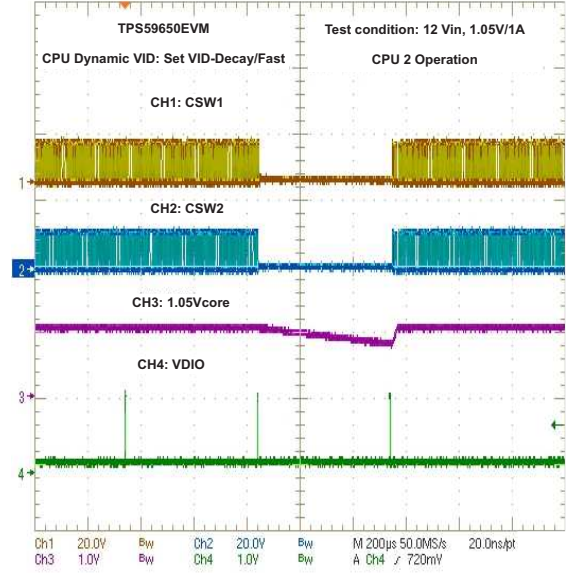 TPS59650EVM
Test condition: 12 Vin, 1.05V/1A
CPU Dynamic VID: Set VID-Decay/Fast
CPU 2 Operation
CH1: CSW1
1
CH2: CSW2
2
CH3: 1.05Vcore
CH4: VDIO
3
4
Ch1 20.0V Bw Ch2 20.0V Bw M 200µs 50.0MS/s 20.0ns/pt
Ch3 1.0V Bw Ch4 1.0V Bw A Ch4 / 720mV